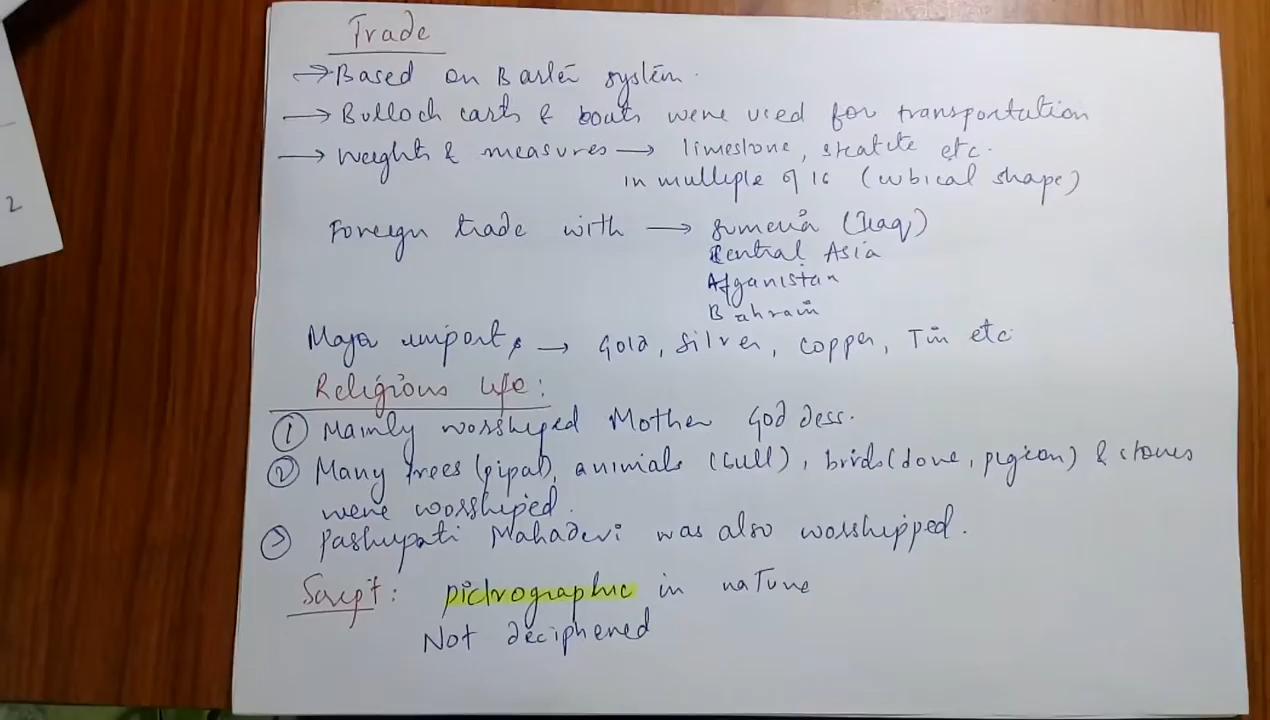 Trade
→ Based on Barter system.
→ Bullock carts & boats were used for transportation
→ Weights & measures → limestone, steatite etc.
in multiple of 16 (cubical shape)
Foreign trade with → Sumeria (Iraq)
Central Asia
Afganistan
Bahrain
Major imports → Gold, Silver, copper, Tin etc
Religious life:
① Mainly worshiped Mother Goddess.
② Many trees (pipal), animals (bull), birds (dove, pigeon) & stones
were worshiped.
③ Pashupati Mahadevi was also worshipped.
Script: pictrographic in nature
Not deciphered
2